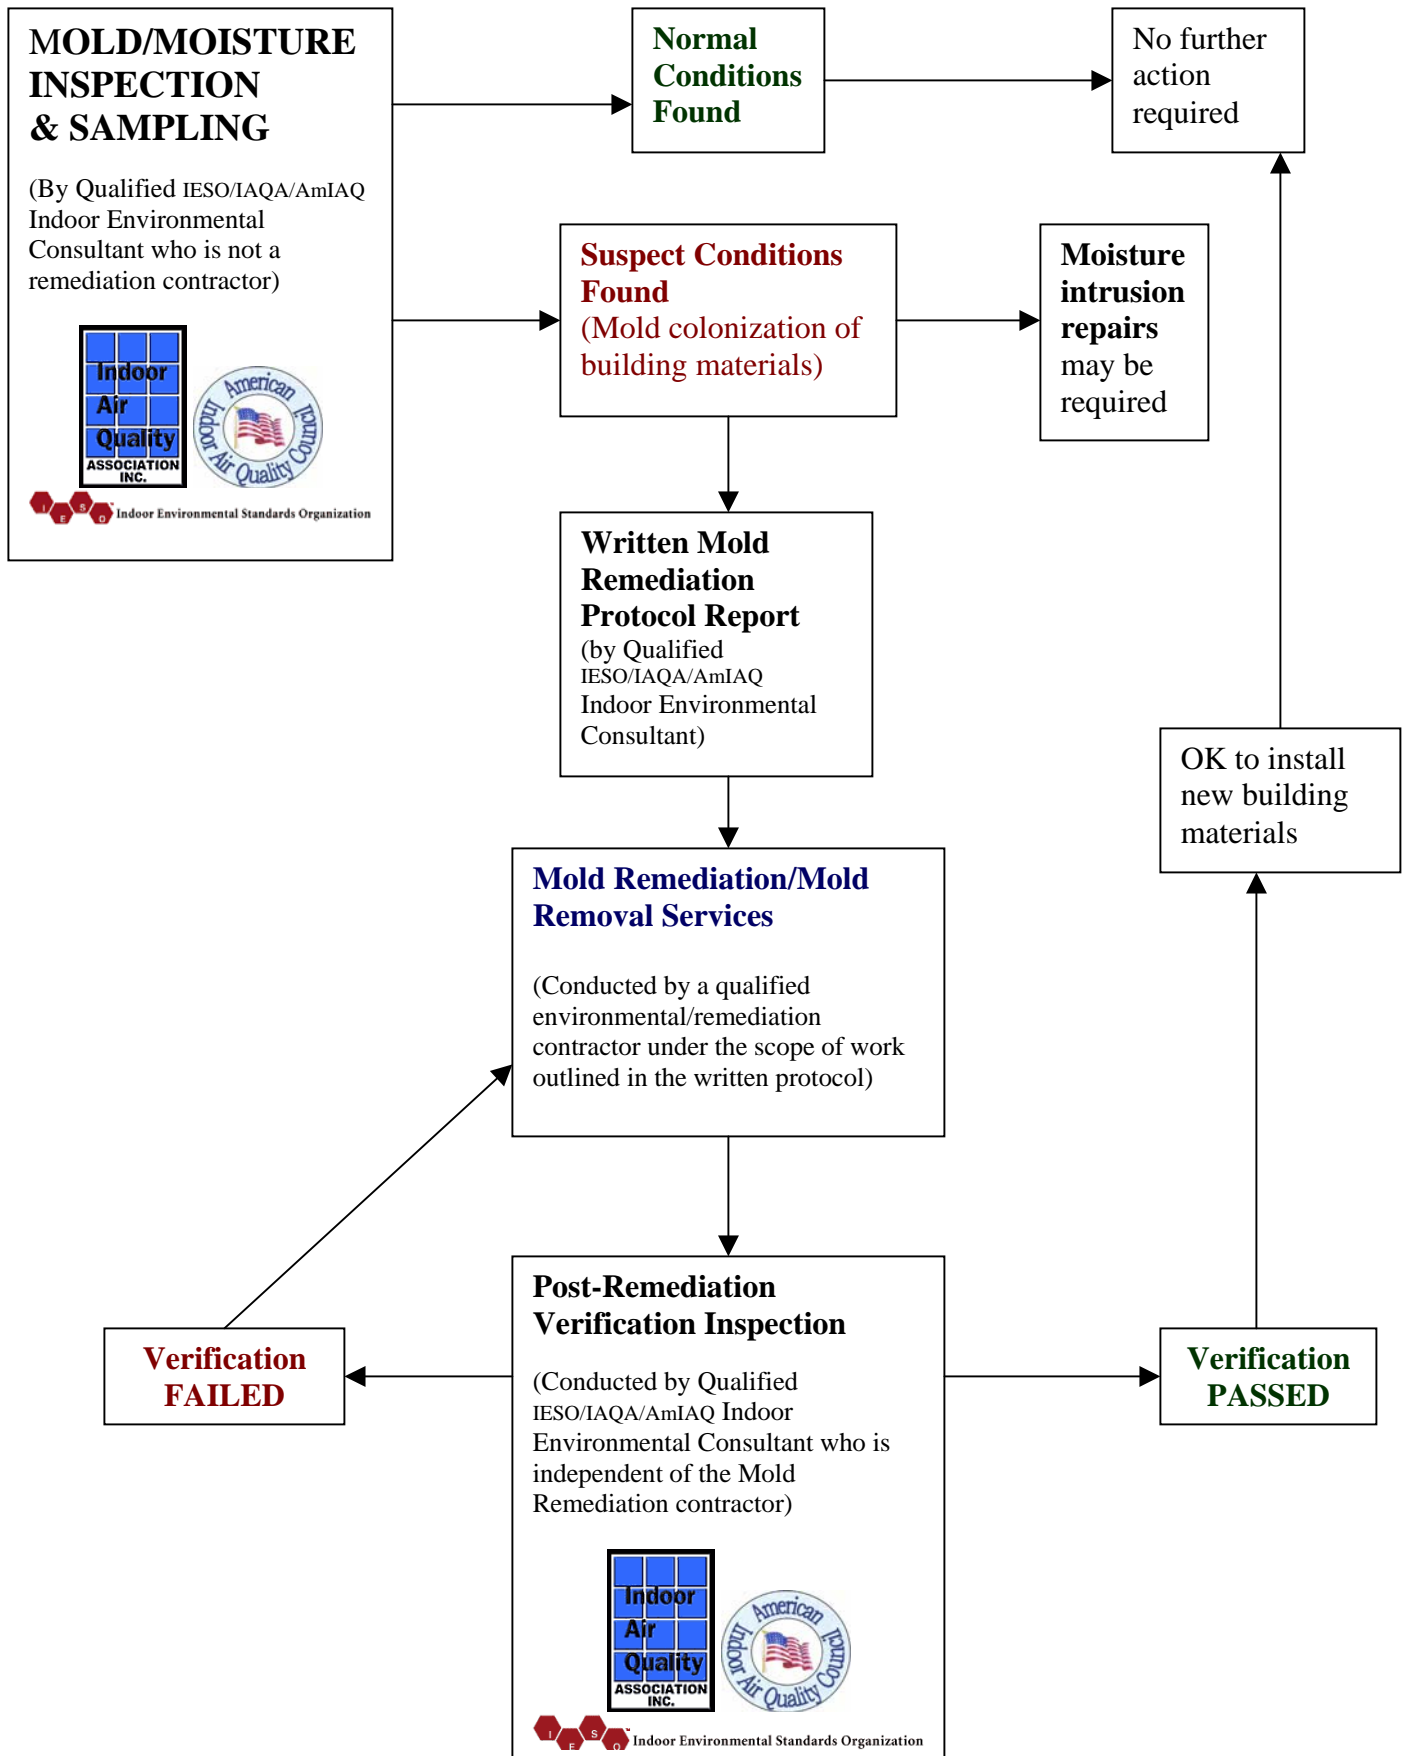 MOLD/MOISTURE
INSPECTION
& SAMPLING
(By Qualified IESO/IAQA/AmIAQ
Indoor Environmental
Consultant who is not a
remediation contractor)
Indoor
Air
Quality
ASSOCIATION
INC.
American
Indoor Air Quality Council
I E S O
Indoor Environmental Standards Organization
Normal
Conditions
Found
No further
action
required
Suspect Conditions
Found
(Mold colonization of
building materials)
Moisture
intrusion
repairs
may be
required
Written Mold
Remediation
Protocol Report
(by Qualified
IESO/IAQA/AmIAQ
Indoor Environmental
Consultant)
OK to install
new building
materials
Mold Remediation/Mold
Removal Services
(Conducted by a qualified
environmental/remediation
contractor under the scope of work
outlined in the written protocol)
Verification
FAILED
Post-Remediation
Verification Inspection
(Conducted by Qualified
IESO/IAQA/AmIAQ Indoor
Environmental Consultant who is
independent of the Mold
Remediation contractor)
Indoor
Air
Quality
ASSOCIATION
INC.
American
Indoor Air Quality Council
I E S O
Indoor Environmental Standards Organization
Verification
PASSED